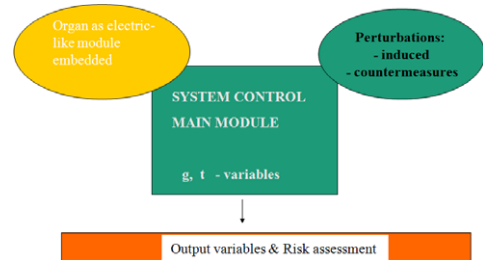 Organ as electric-
like module
embedded
Perturbations:
- induced
- countermeasures
SYSTEM CONTROL
MAIN MODULE
g, t - variables
Output variables & Risk assessment